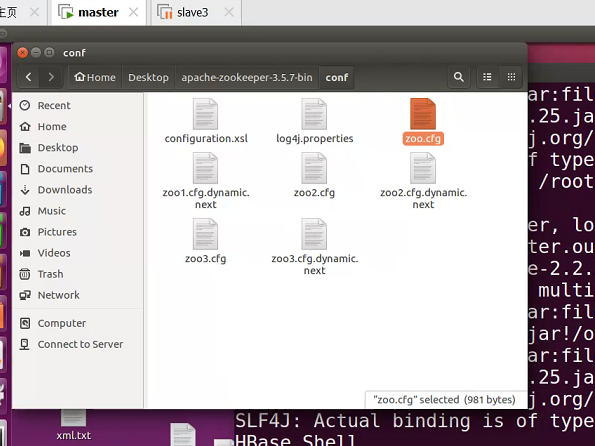 主页
master
slave3
conf
Home
Desktop
apache-zookeeper-3.5.7-bin
conf
Recent
Home
Desktop
Documents
Downloads
Music
Pictures
Videos
Trash
Network
Computer
Connect to Server
configuration.xsl
log4j.properties
zoo.cfg
zoo1.cfg.dynamic.
next
zoo2.cfg
zoo2.cfg.dynamic.
next
zoo3.cfg
zoo3.cfg.dynamic.
next
"zoo.cfg" selected (981 bytes)
xml.txt
ar:fil
.25.ja
j.org/
f type
/root
er, lo
ter.ou
e-2.2.
multi
ar:fil
jar!/o
ar:fil
.25.ja
j.org/
SLF4J: Actual binding is of type
HBase Shell